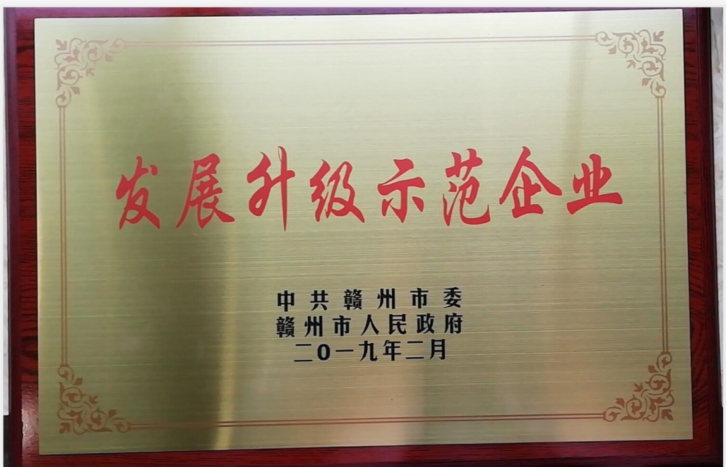 发展升级示范企业
中共赣州市委
赣州市人民政府
二0一九年二月